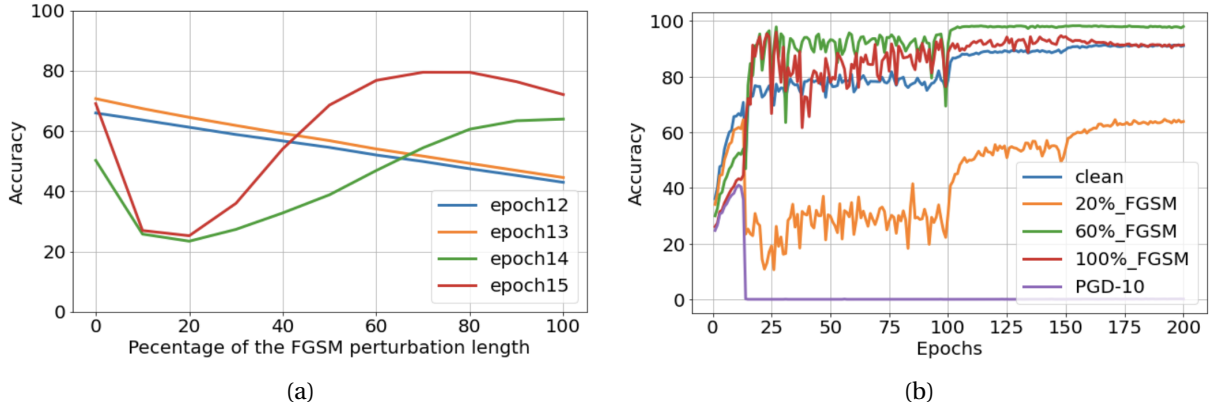 100
80
60
40
20
0
Accuracy
0 20 40 60 80 100
Pecentage of the FGSM perturbation length
epoch12
epoch13
epoch14
epoch15
(a)
100
80
60
40
20
0
Accuracy
0 25 50 75 100 125 150 175 200
Epochs
clean
20%_FGSM
60%_FGSM
100%_FGSM
PGD-10
(b)